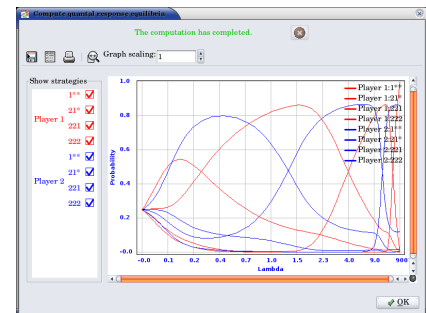 Compute quantal response equilibria
The computation has completed.
Graph scaling: 1
Show strategies
Player 1
1**
21*
221
222
Player 2
1**
21*
221
222
Probability
1.0
0.8
0.6
0.4
0.2
-0.0
-0.0 0.1 0.2 0.4 0.7 1.0 1.5 2.3 4.0 9.0 900
Lambda
Player 1:1**
Player 1:21*
Player 1:221
Player 1:222
Player 2:1**
Player 2:21*
Player 2:221
Player 2:222
OK